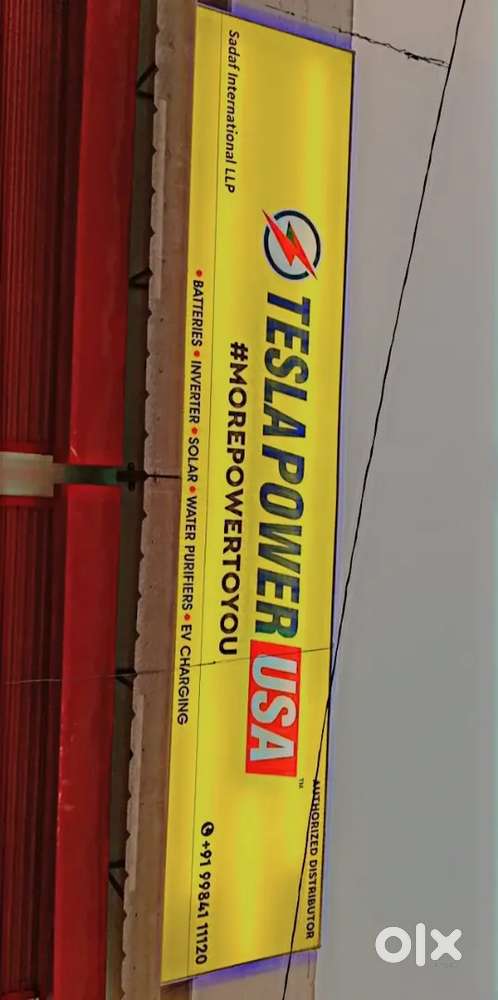 AUTHORIZED DISTRIBUTOR
TESLA POWER USA ™
#MOREPOWERTOYOU
Sadaf International LLP
• BATTERIES • INVERTER • SOLAR • WATER PURIFIERS • EV CHARGING
+91 99841 11120
olx